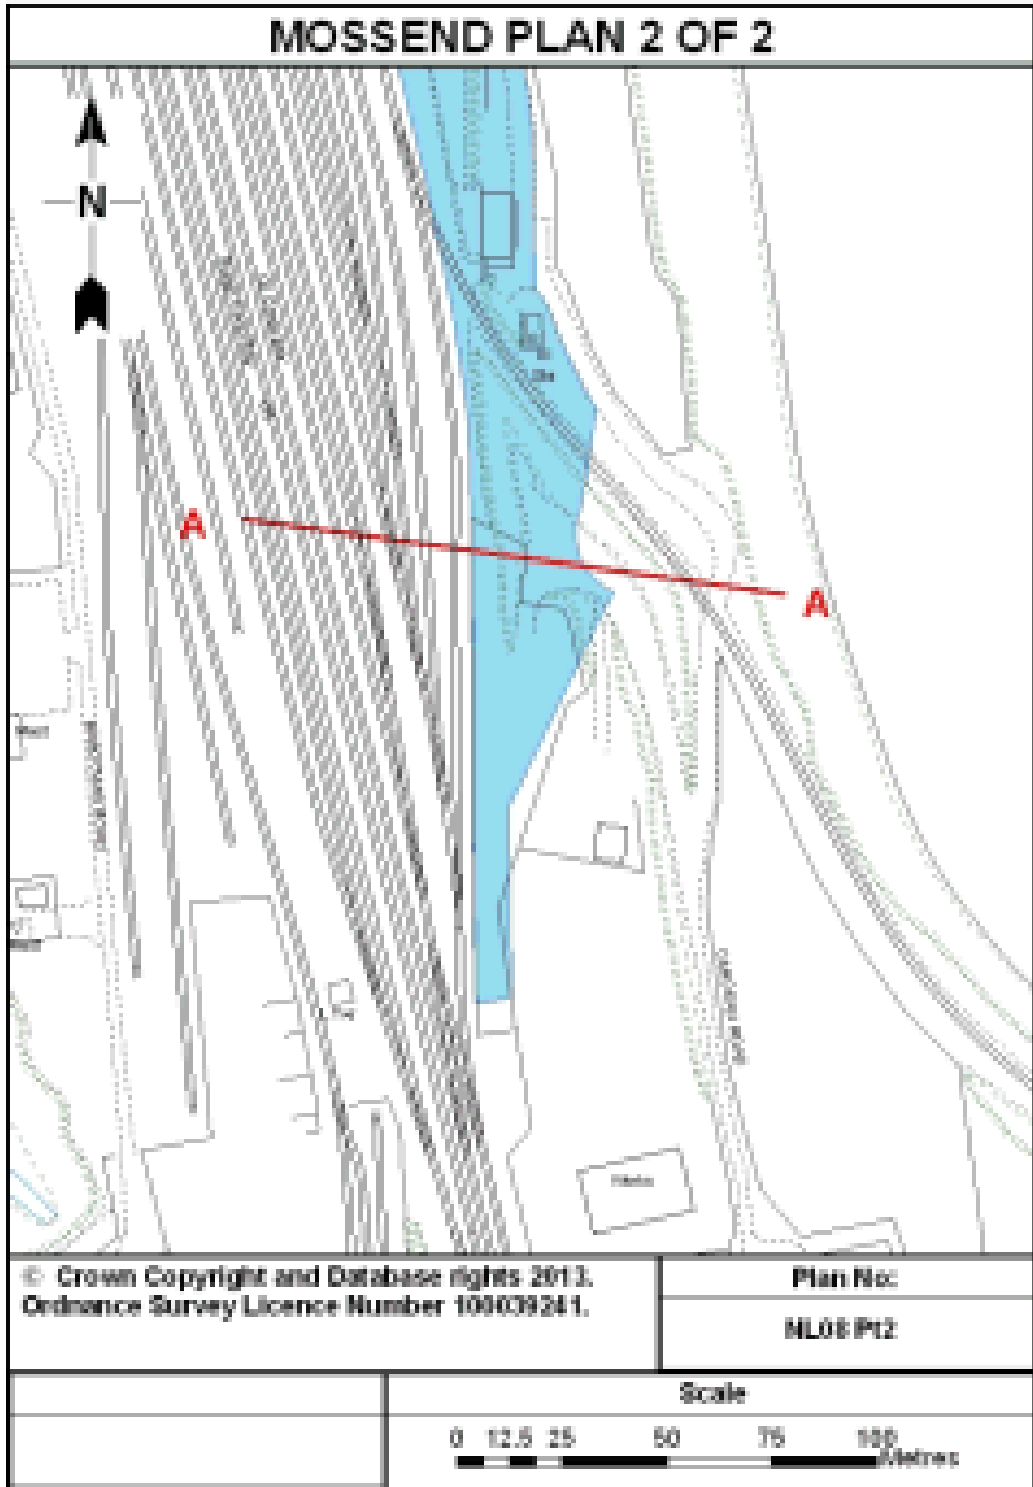 MOSSEND PLAN 2 OF 2
N
A
A
© Crown Copyright and Database rights 2013.
Ordnance Survey Licence Number 100039241.
Plan No:
NL08 Pt2
Scale
0 12.5 25 50 75 100
Metres